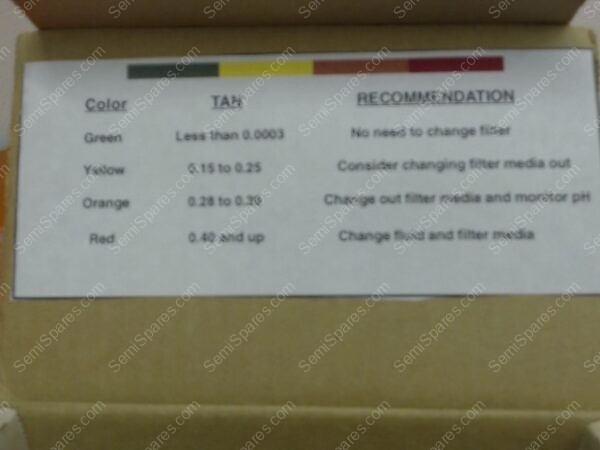 Color TAN RECOMMENDATION
Green Less than 0.0003 No need to change filter
Yellow 0.15 to 0.25 Consider changing filter media out
Orange 0.28 to 0.39 Change out filter media and monitor pH
Red 0.40 and up Change fluid and filter media
SemiSpares.com